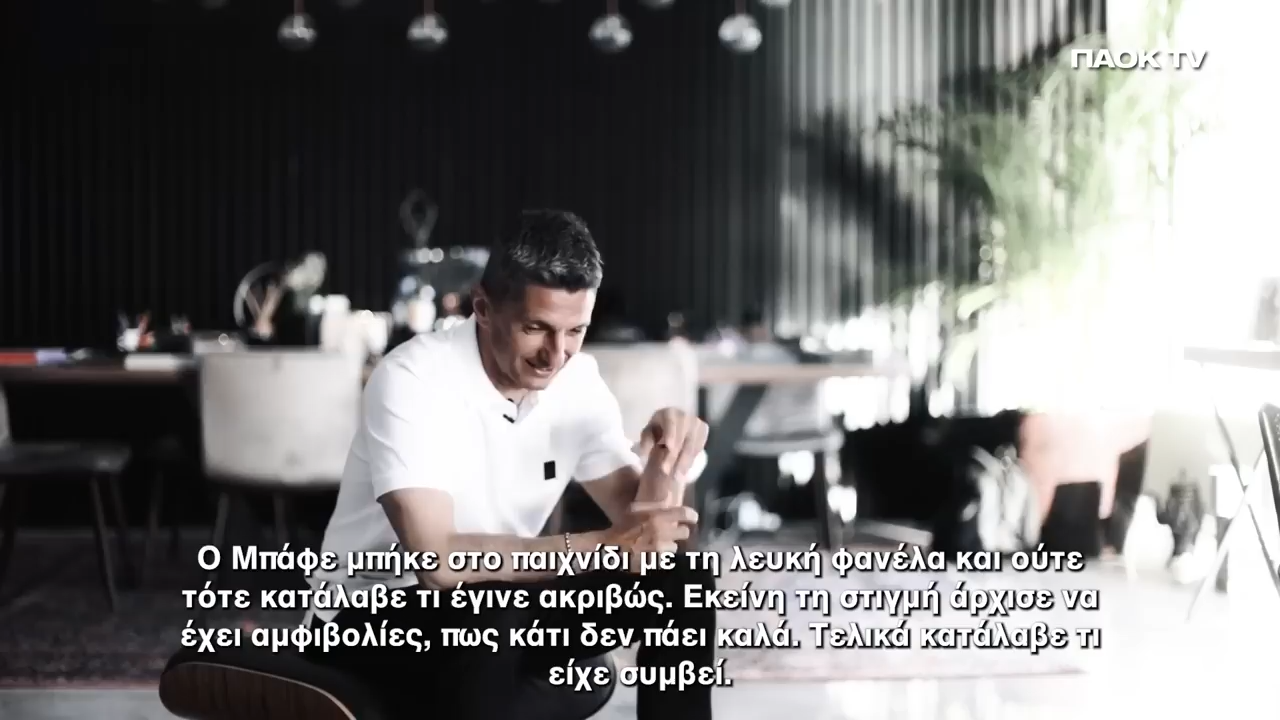 ΠΑΟΚ TV
Ο Μπάφε μπήκε στο παιχνίδι με τη λευκή φανέλα και ούτε
τότε κατάλαβε τι έγινε ακριβώς. Εκείνη τη στιγμή άρχισε να
έχει αμφιβολίες, πως κάτι δεν πάει καλά. Τελικά κατάλαβε τι
είχε συμβεί.